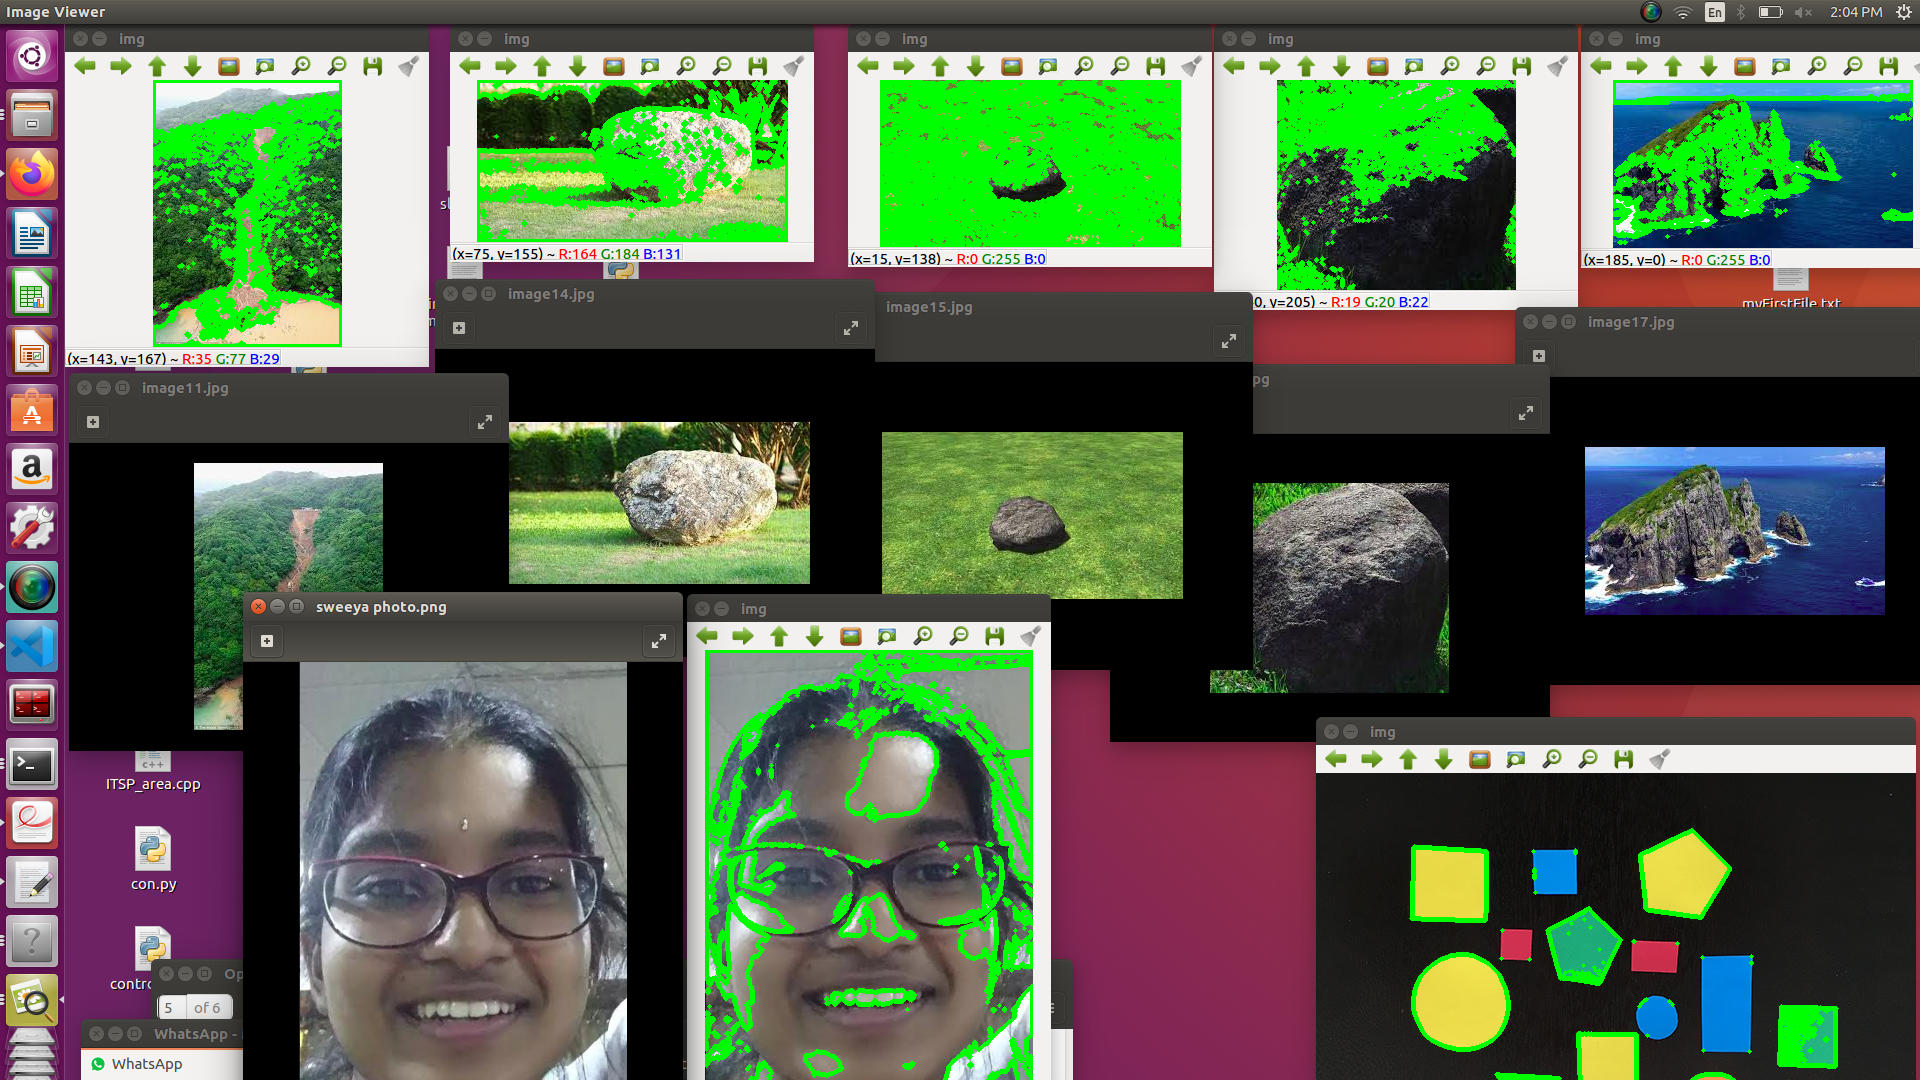 Image Viewer
En
2:04 PM
img
img
img
img
img
(x=143, y=167) ~ R:35 G:77 B:29
(x=75, y=155) ~ R:164 G:184 B:131
(x=15, y=138) ~ R:0 G:255 B:0
0, y=205) ~ R:19 G:20 B:22
(x=185, y=0) ~ R:0 G:255 B:0
myFirstFile.txt
image14.jpg
image15.jpg
image17.jpg
image11.jpg
pg
sweeya photo.png
img
img
C++
ITSP_area.cpp
con.py
contro
Op
5 of 6
WhatsApp -
WhatsApp